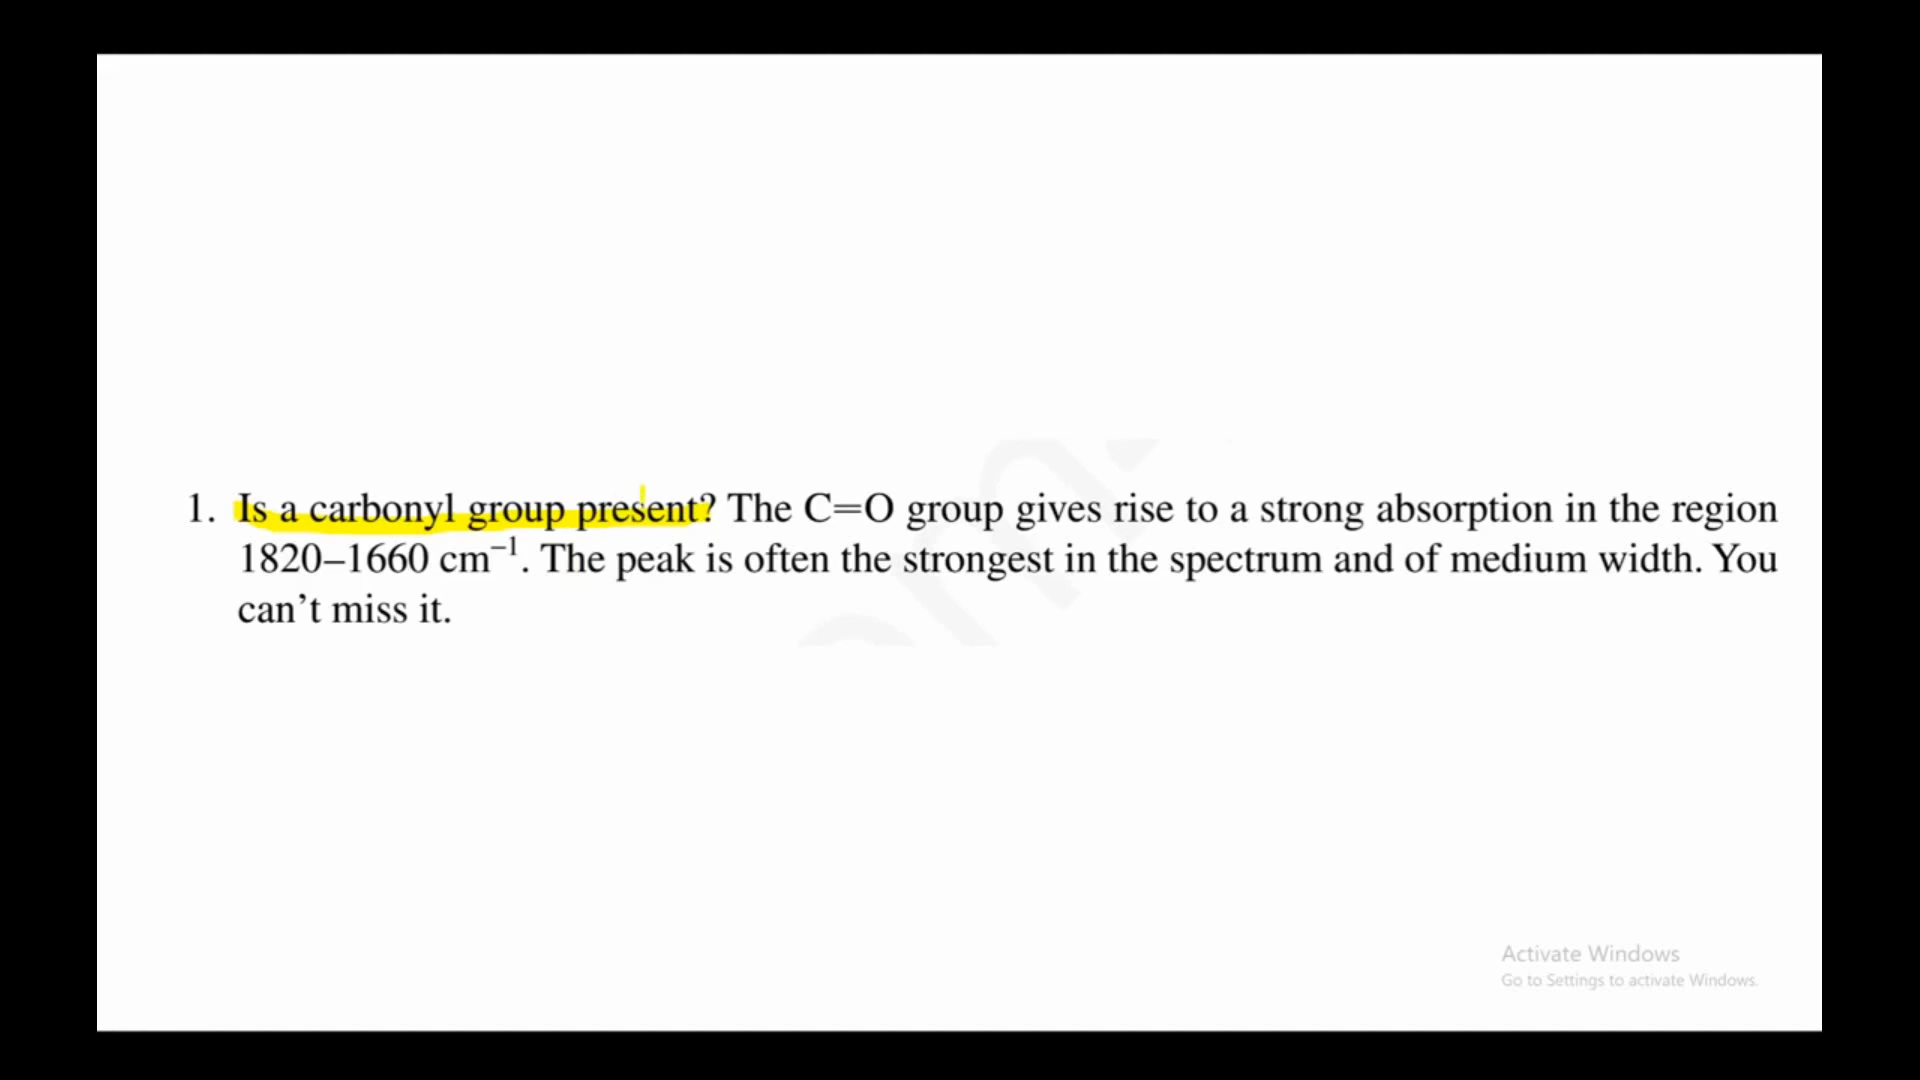 1. Is a carbonyl group present? The C=O group gives rise to a strong absorption in the region
1820–1660 cm⁻¹. The peak is often the strongest in the spectrum and of medium width. You
can’t miss it.
Activate Windows
Go to Settings to activate Windows.